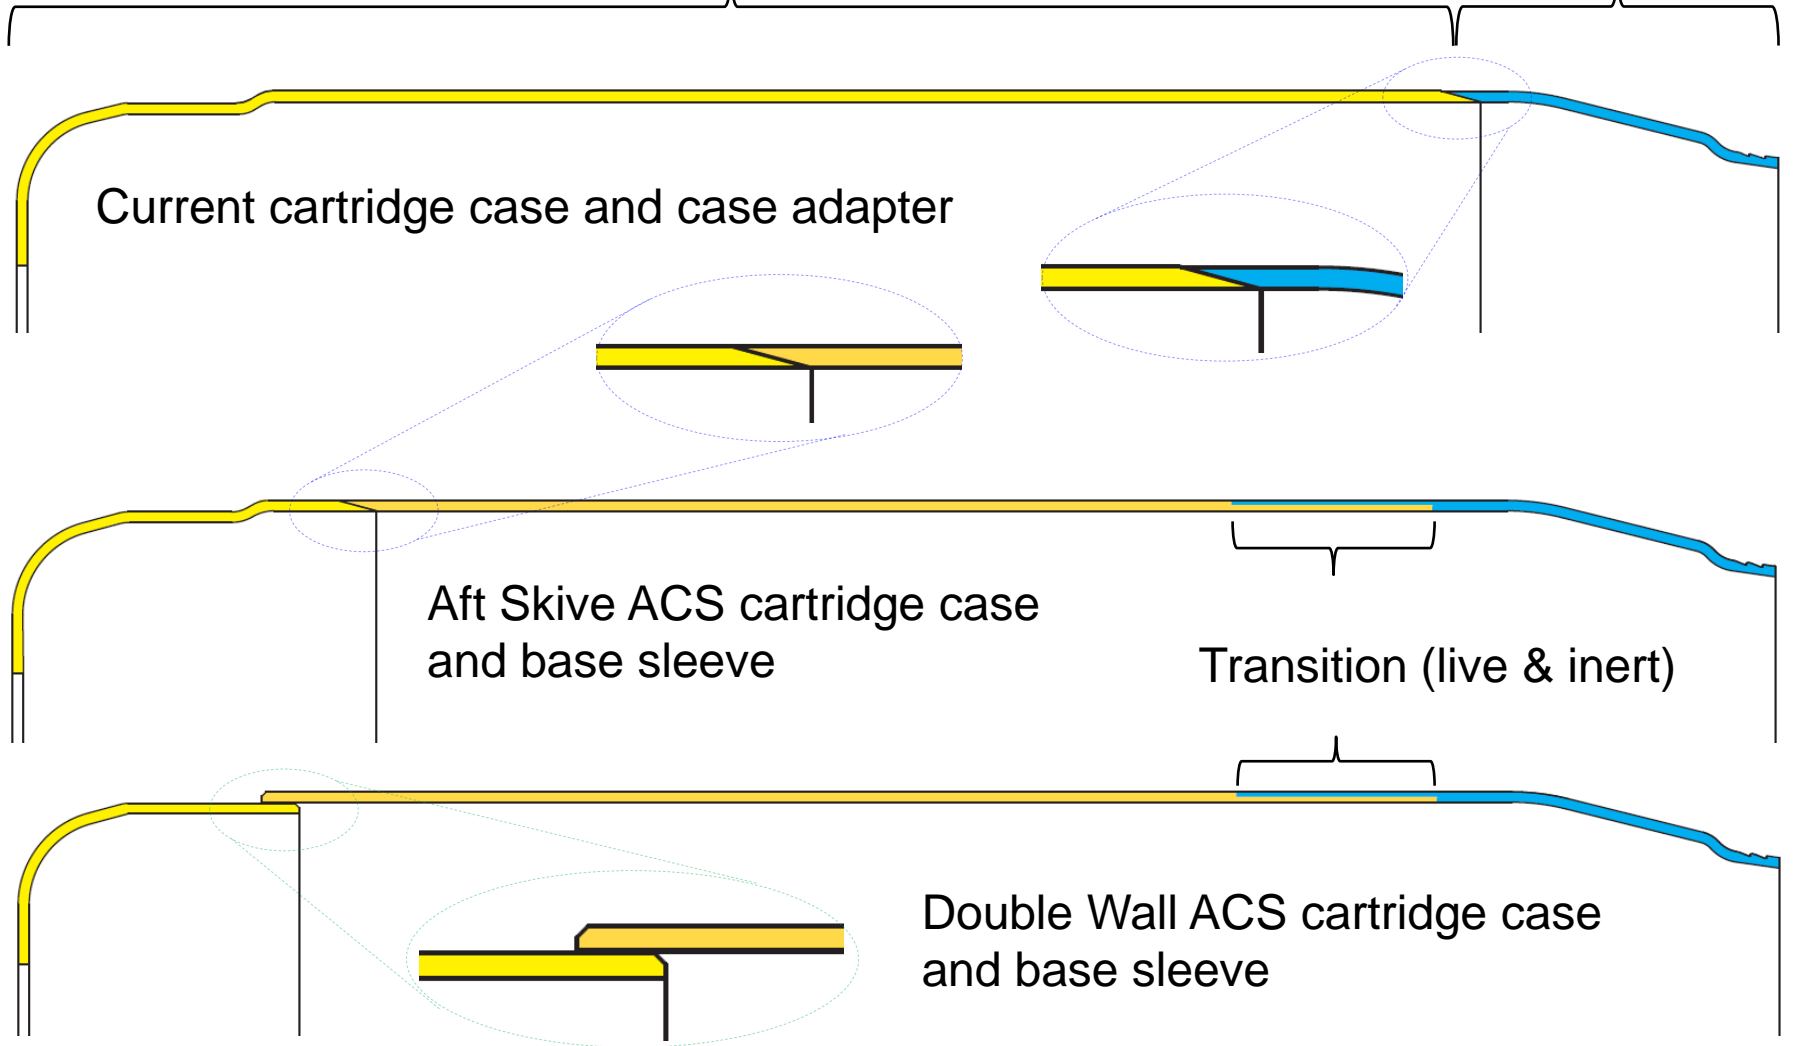 Current cartridge case and case adapter
Aft Skive ACS cartridge case
and base sleeve
Transition (live & inert)
Double Wall ACS cartridge case
and base sleeve